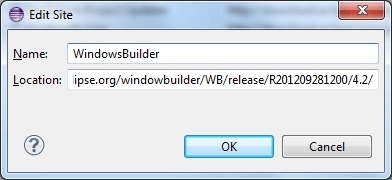 Edit Site
Name: WindowsBuilder
Location: ipse.org/windowbuilder/WB/release/R201209281200/4.2/
?
OK Cancel